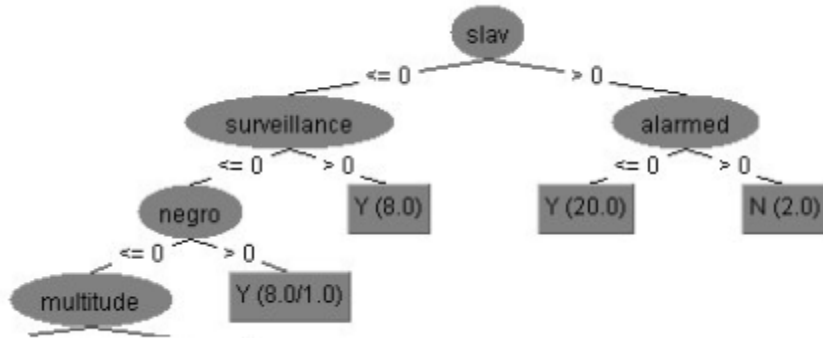 slav
<= 0 > 0
surveillance alarmed
<= 0 > 0 <= 0 > 0
negro Y (8.0) Y (20.0) N (2.0)
<= 0 > 0
multitude Y (8.0/1.0)